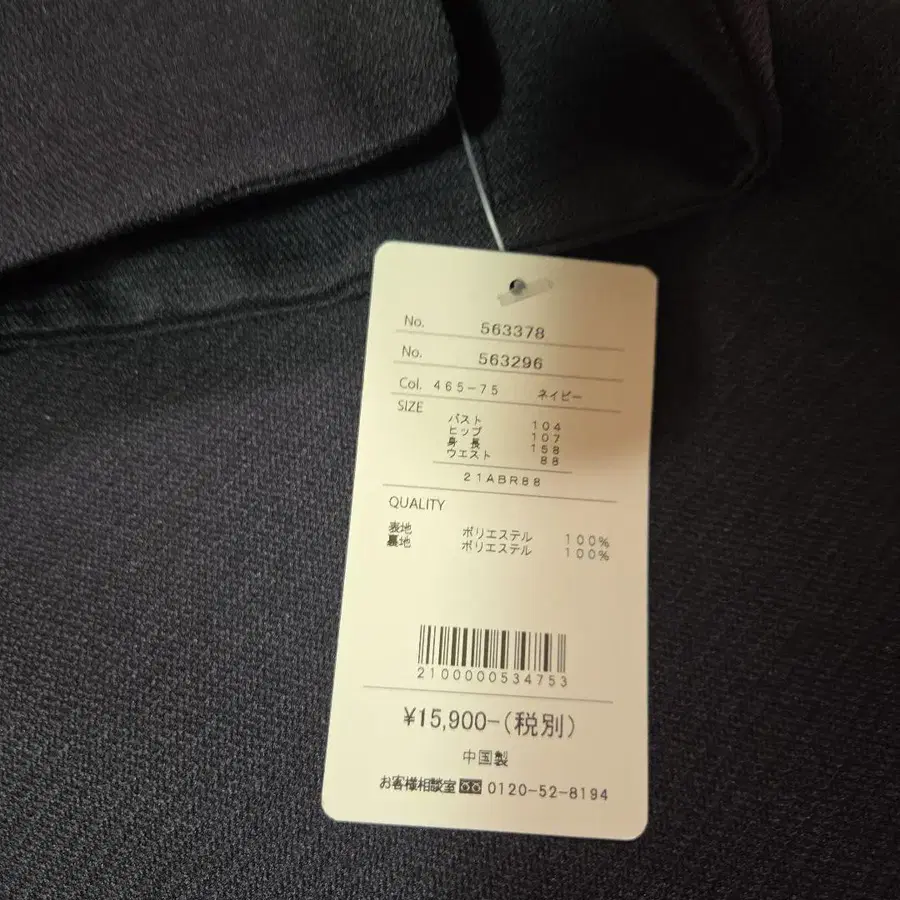 No. 563378
No. 563296
Col. 465-75 ネイビー
SIZE
バスト 104
ヒップ 107
身長 158
ウエスト 88
21ABR88
QUALITY
表地 ポリエステル 100%
裏地 ポリエステル 100%
2100000534753
¥15,900-(税別)
中国製
お客様相談室 0120-52-8194